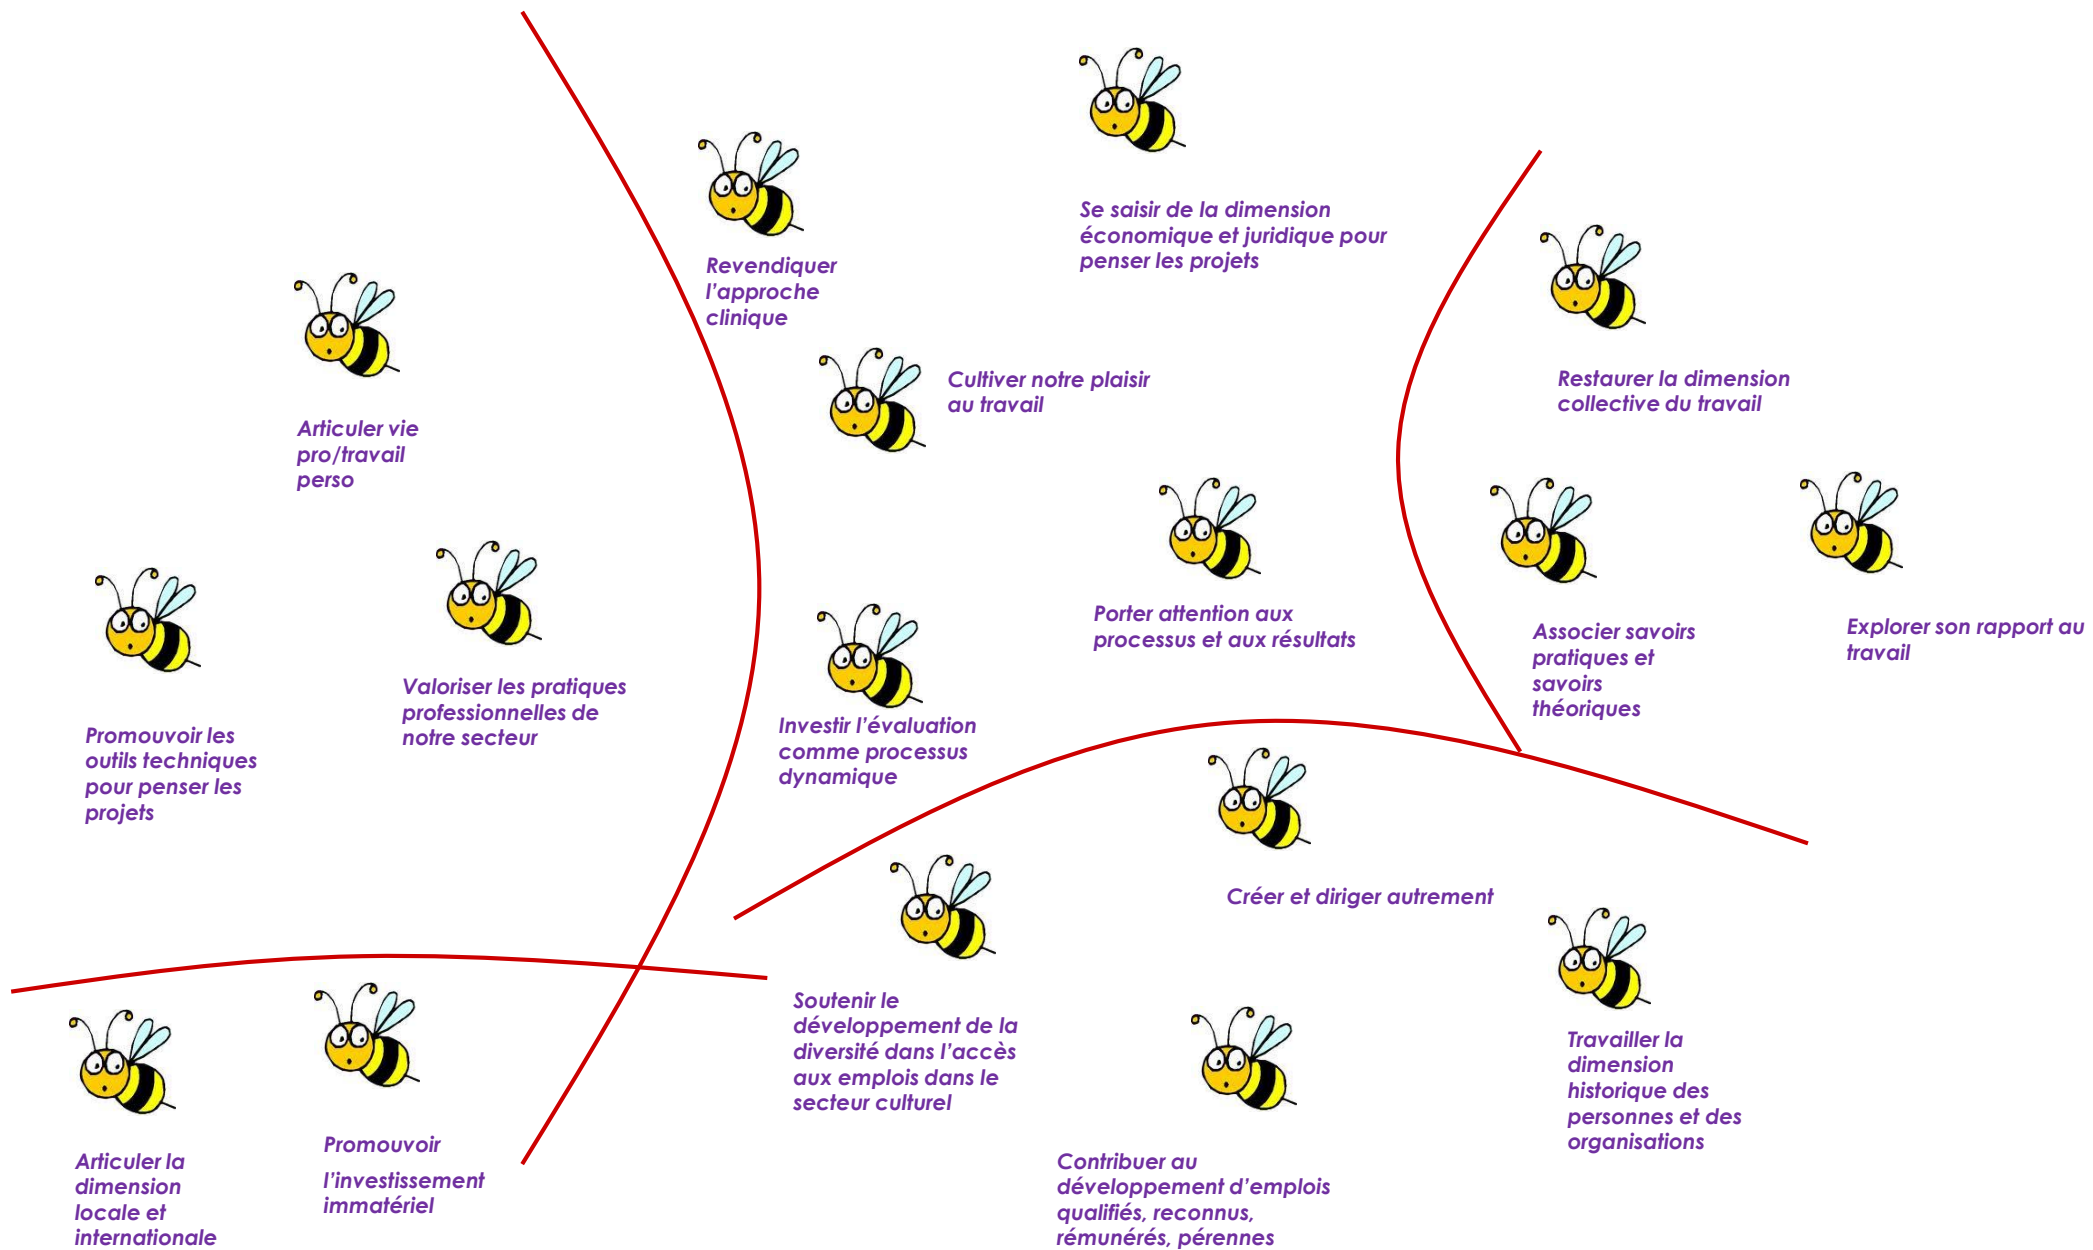 Se saisir de la dimension
économique et juridique pour
penser les projets
Revendiquer
l'approche
clinique
Cultiver notre plaisir
au travail
Restaurer la dimension
collective du travail
Articuler vie
pro/travail
perso
Porter attention aux
processus et aux résultats
Associer savoirs
pratiques et
savoirs
théoriques
Explorer son rapport au
travail
Valoriser les pratiques
professionnelles de
notre secteur
Promouvoir les
outils techniques
pour penser les
projets
Investir l'évaluation
comme processus
dynamique
Créer et diriger autrement
Soutenir le
développement de la
diversité dans l'accès
aux emplois dans le
secteur culturel
Travailler la
dimension
historique des
personnes et des
organisations
Articuler la
dimension
locale et
internationale
Promouvoir
l'investissement
immatériel
Contribuer au
développement d'emplois
qualifiés, reconnus,
rémunérés, pérennes